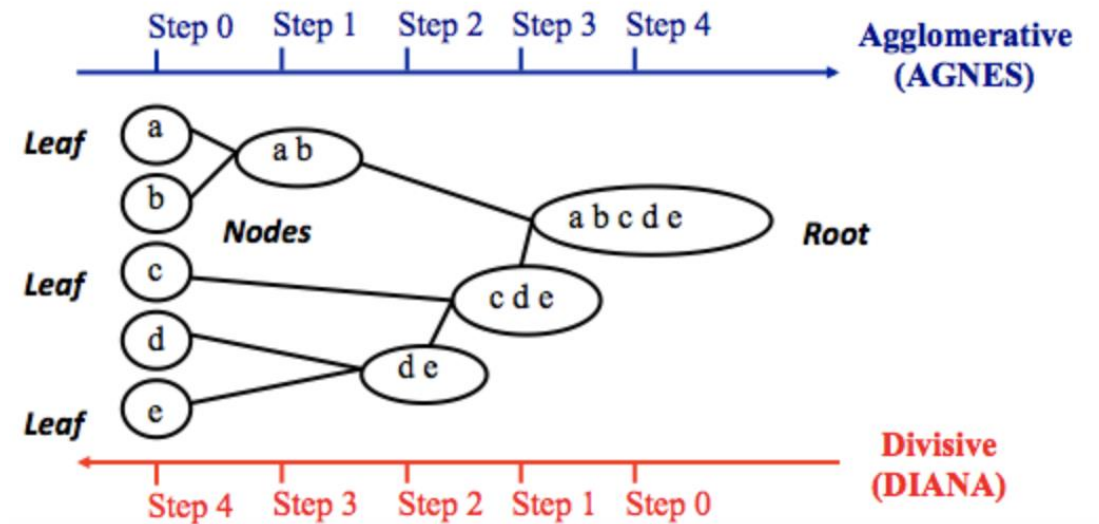 Step 0 Step 1 Step 2 Step 3 Step 4
Agglomerative
(AGNES)
Leaf
a
a b
b
Nodes
a b c d e
Root
Leaf
c
c d e
d
d e
e
Leaf
Divisive
(DIANA)
Step 4 Step 3 Step 2 Step 1 Step 0